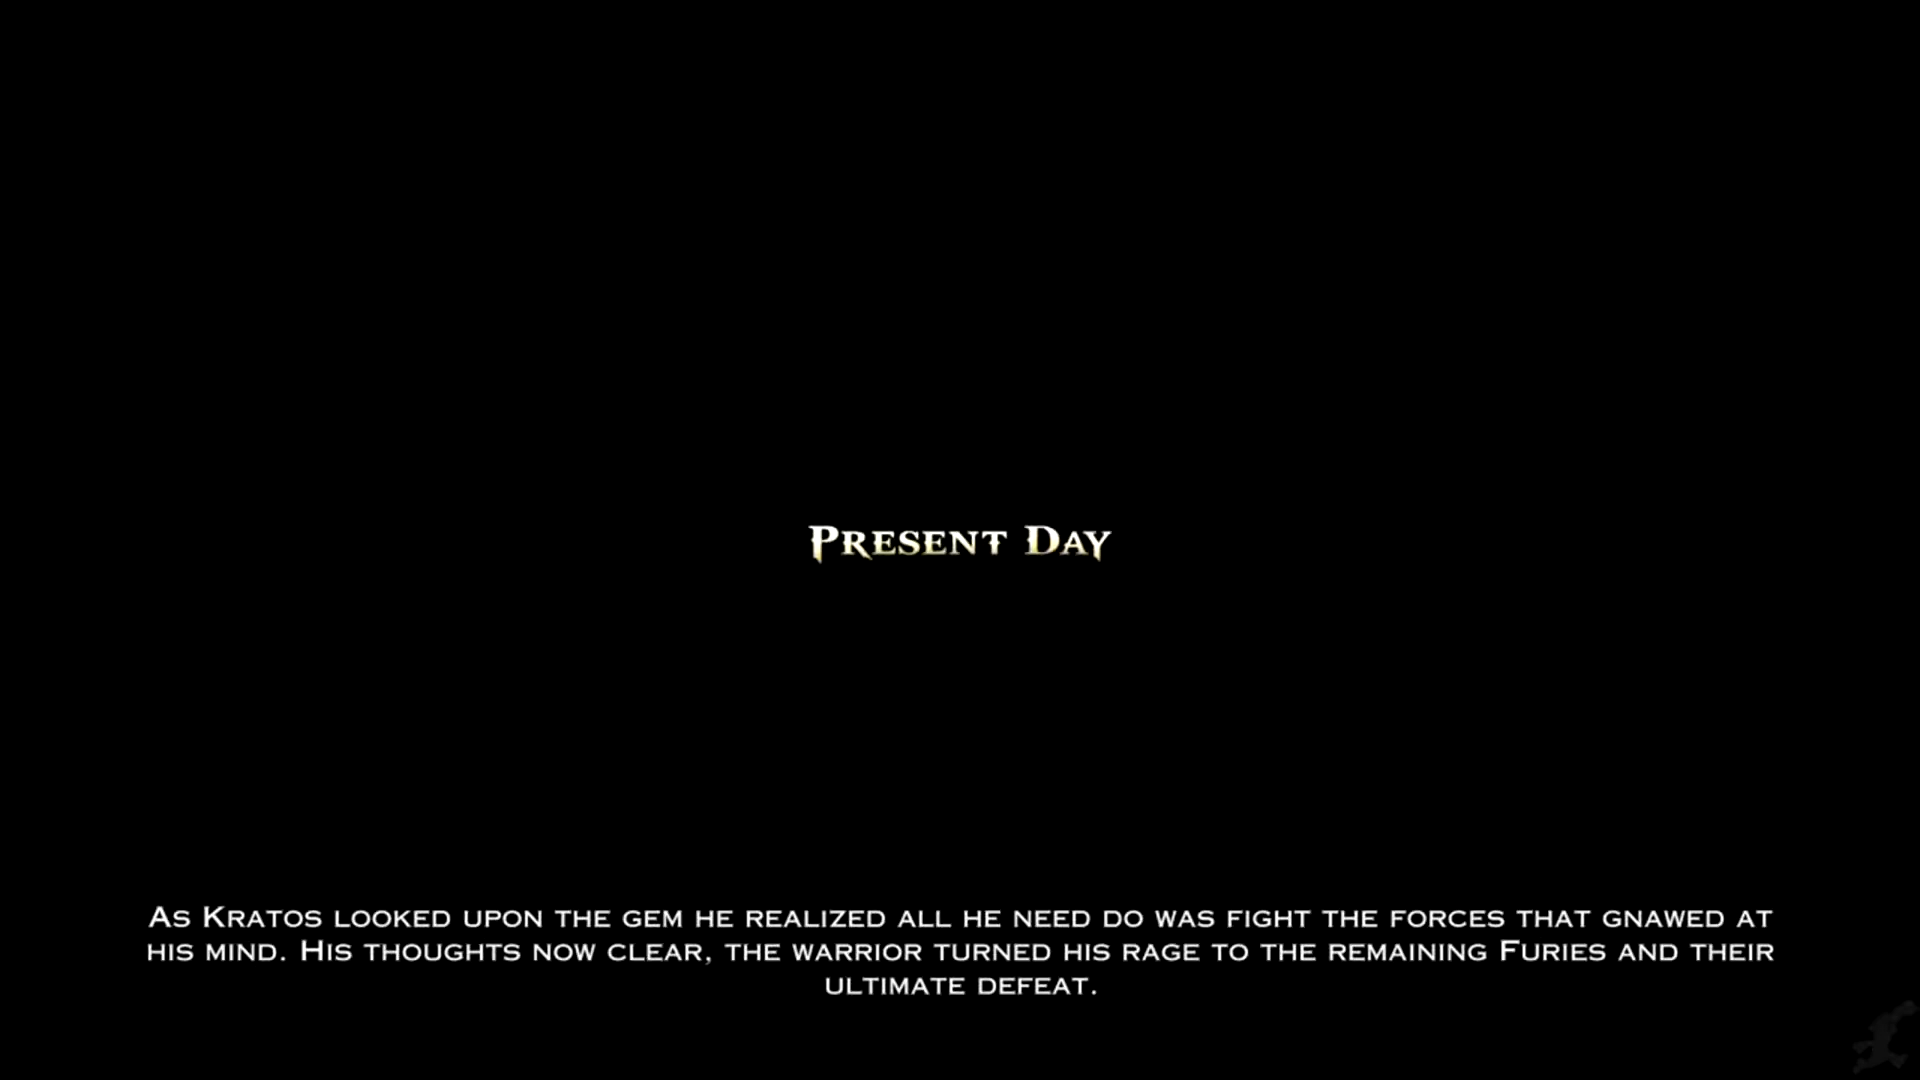 Present Day
As Kratos looked upon the gem he realized all he need do was fight the forces that gnawed at
his mind. His thoughts now clear, the warrior turned his rage to the remaining Furies and their
ultimate defeat.